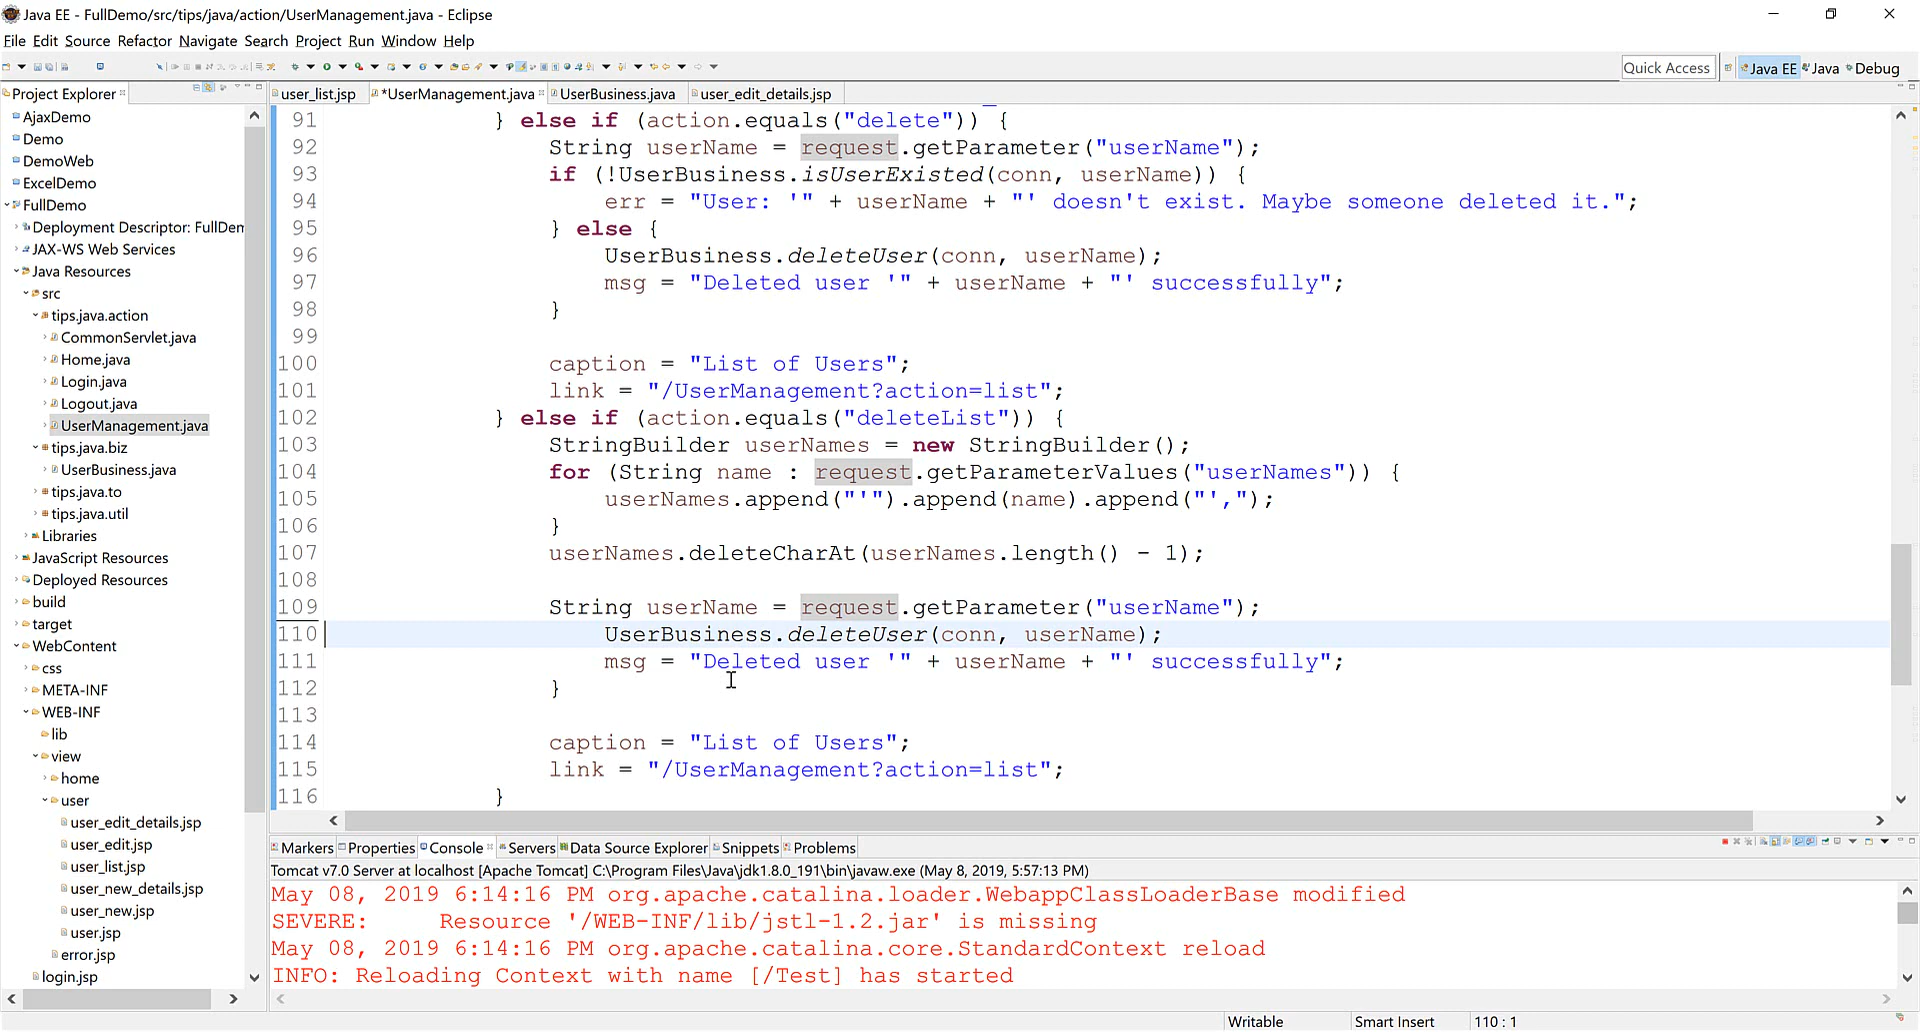 Java EE - FullDemo/src/tips/java/action/UserManagement.java - Eclipse
File Edit Source Refactor Navigate Search Project Run Window Help
Quick Access
Java EE Java Debug
Project Explorer
user_list.jsp *UserManagement.java UserBusiness.java user_edit_details.jsp
AjaxDemo
Demo
DemoWeb
ExcelDemo
FullDemo
Deployment Descriptor: FullDem
JAX-WS Web Services
Java Resources
src
tips.java.action
CommonServlet.java
Home.java
Login.java
Logout.java
UserManagement.java
tips.java.biz
UserBusiness.java
tips.java.to
tips.java.util
Libraries
JavaScript Resources
Deployed Resources
build
target
WebContent
css
META-INF
WEB-INF
lib
view
home
user
user_edit_details.jsp
user_edit.jsp
user_list.jsp
user_new_details.jsp
user_new.jsp
user.jsp
error.jsp
login.jsp
91 } else if (action.equals("delete")) {
92 String userName = request.getParameter("userName");
93 if (!UserBusiness.isUserExisted(conn, userName)) {
94 err = "User: '" + userName + "' doesn't exist. Maybe someone deleted it.";
95 } else {
96 UserBusiness.deleteUser(conn, userName);
97 msg = "Deleted user '" + userName + "' successfully";
98 }
99
100 caption = "List of Users";
101 link = "/UserManagement?action=list";
102 } else if (action.equals("deleteList")) {
103 StringBuilder userNames = new StringBuilder();
104 for (String name : request.getParameterValues("userNames")) {
105 userNames.append("'").append(name).append("',");
106 }
107 userNames.deleteCharAt(userNames.length() - 1);
108
109 String userName = request.getParameter("userName");
110 UserBusiness.deleteUser(conn, userName);
111 msg = "Deleted user '" + userName + "' successfully";
112 }
113
114 caption = "List of Users";
115 link = "/UserManagement?action=list";
116 }
Markers Properties Console Servers Data Source Explorer Snippets Problems
Tomcat v7.0 Server at localhost [Apache Tomcat] C:\Program Files\Java\jdk1.8.0_191\bin\javaw.exe (May 8, 2019, 5:57:13 PM)
May 08, 2019 6:14:16 PM org.apache.catalina.loader.WebappClassLoaderBase modified
SEVERE: Resource '/WEB-INF/lib/jstl-1.2.jar' is missing
May 08, 2019 6:14:16 PM org.apache.catalina.core.StandardContext reload
INFO: Reloading Context with name [/Test] has started
Writable Smart Insert 110 : 1